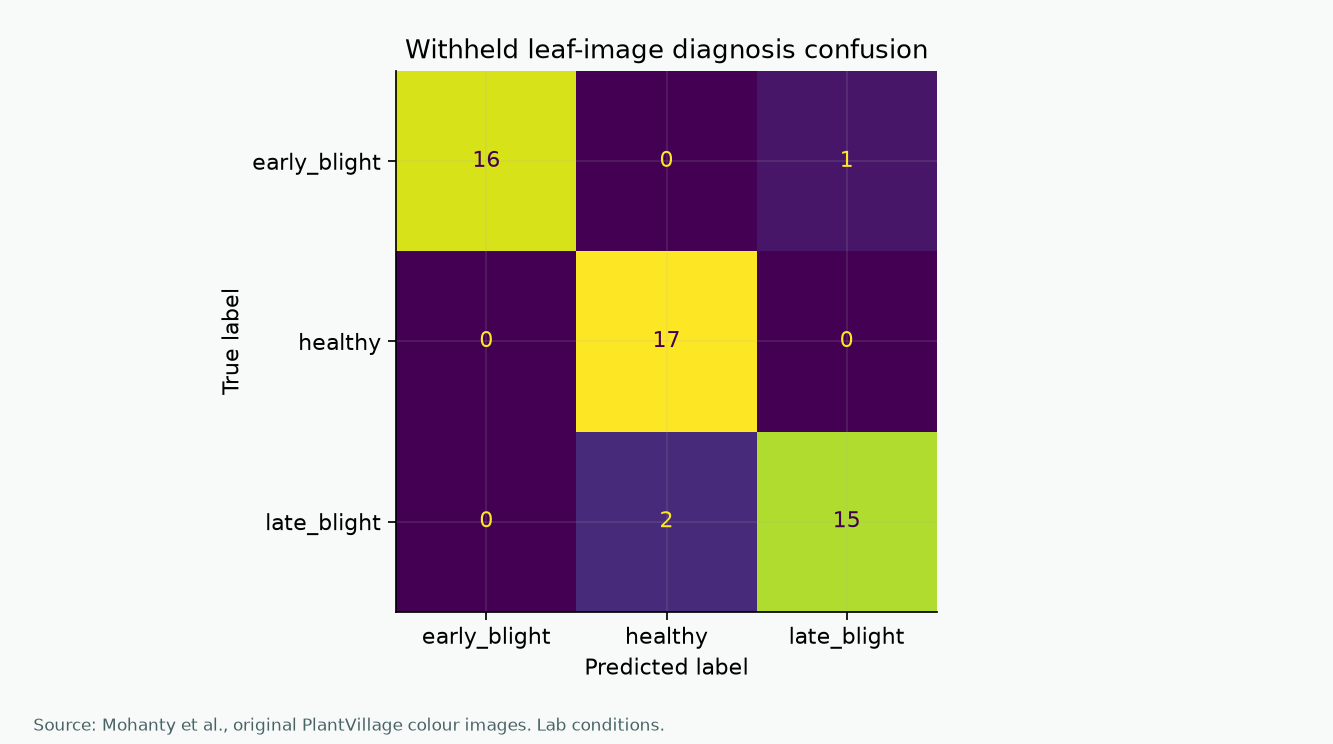 Withheld leaf-image diagnosis confusion
early_blight 16 0 1
True label
healthy 0 17 0
late_blight 0 2 15
early_blight healthy late_blight
Predicted label
Source: Mohanty et al., original PlantVillage colour images. Lab conditions.